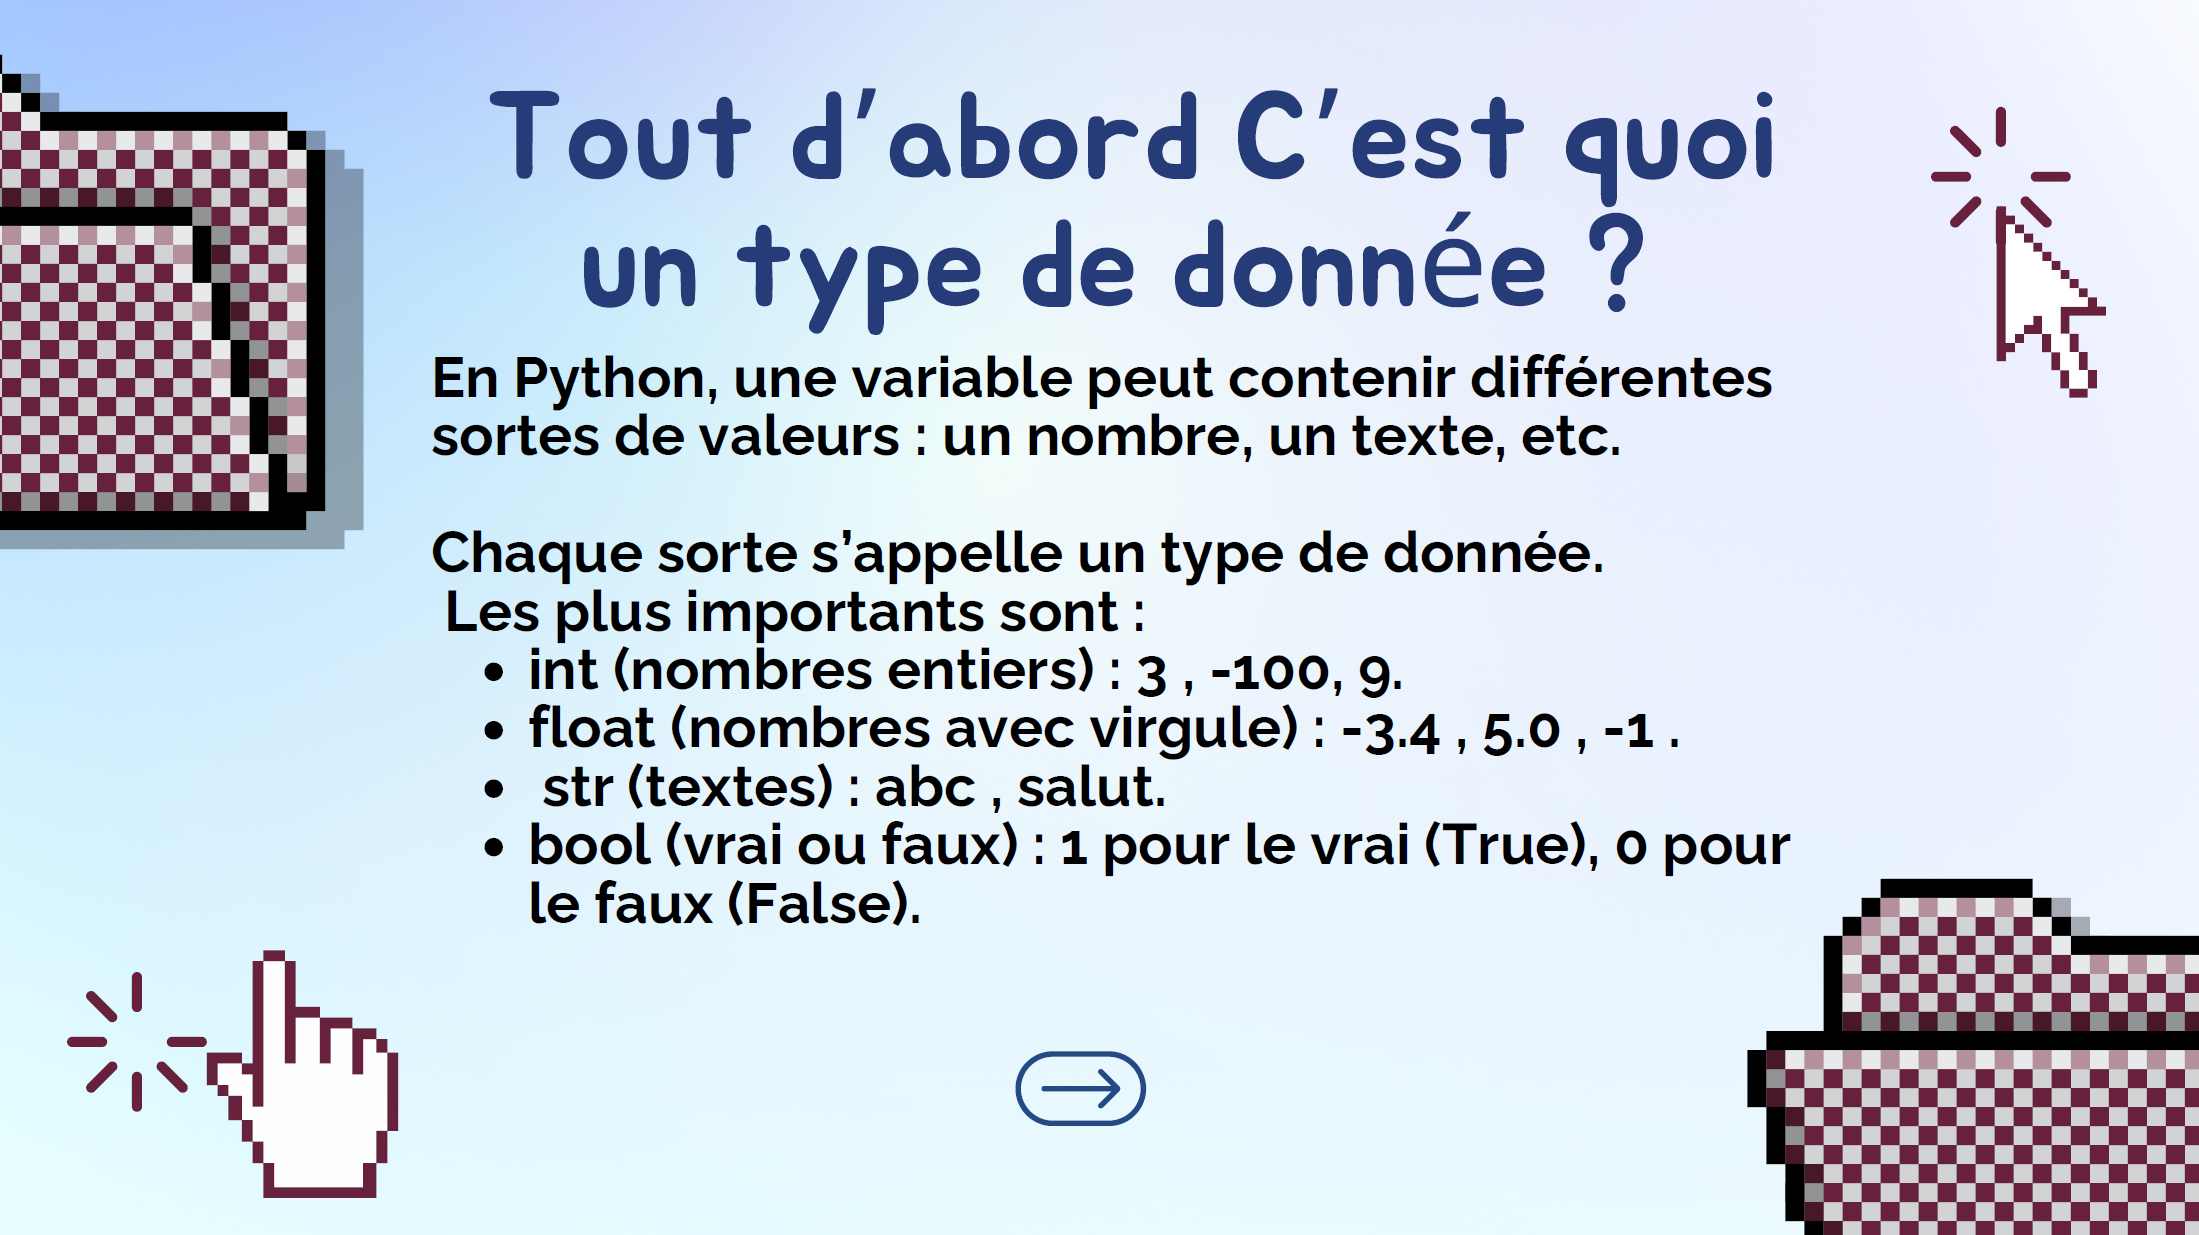 Tout d'abord C'est quoi
un type de donnée ?
En Python, une variable peut contenir différentes
sortes de valeurs : un nombre, un texte, etc.
Chaque sorte s’appelle un type de donnée.
Les plus importants sont :
• int (nombres entiers) : 3 , -100, 9.
• float (nombres avec virgule) : -3.4 , 5.0 , -1 .
• str (textes) : abc , salut.
• bool (vrai ou faux) : 1 pour le vrai (True), 0 pour
le faux (False).